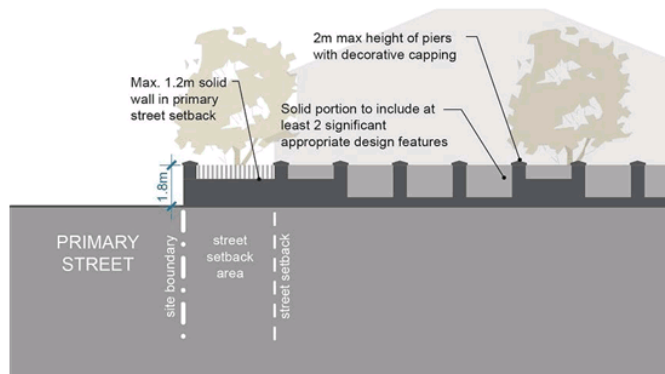 2m max height of piers
with decorative capping
Max. 1.2m solid
wall in primary
street setback
Solid portion to include at
least 2 significant
appropriate design features
1.8m
PRIMARY
STREET
site boundary
street
setback
area
street setback